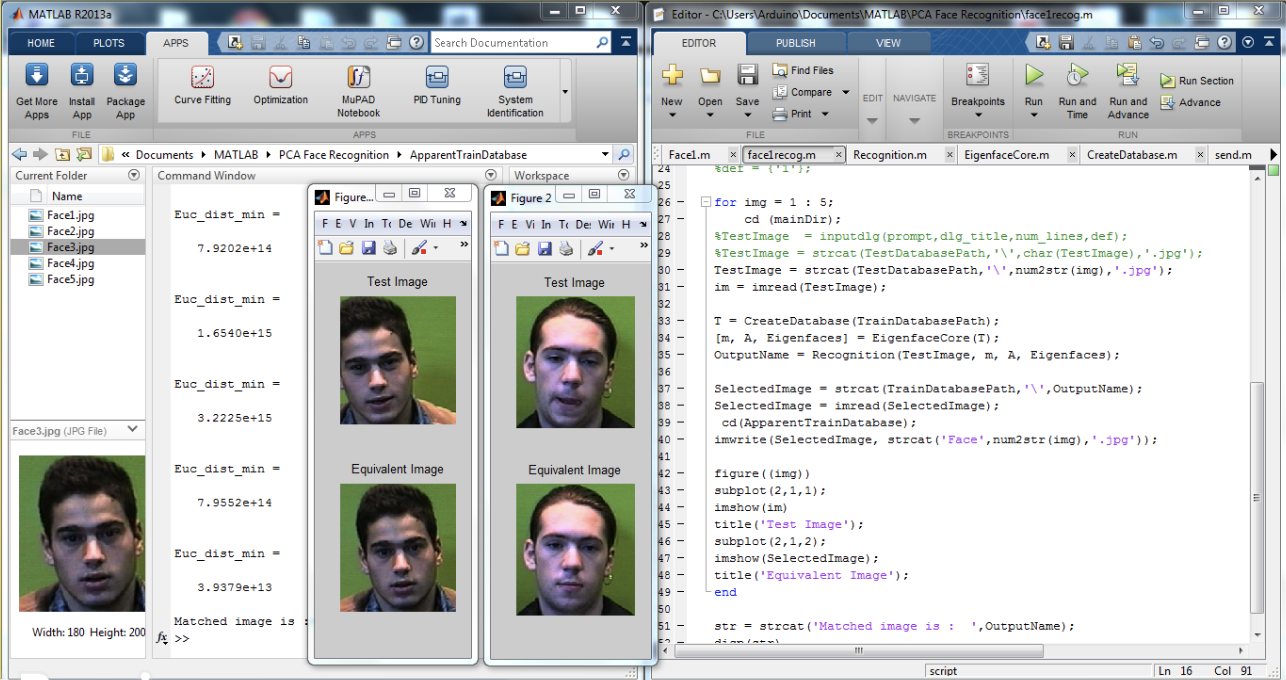 MATLAB R2013a
HOME PLOTS APPS
Search Documentation
Get More Apps
Install App
Package App
Curve Fitting
Optimization
MuPAD Notebook
PID Tuning
System Identification
FILE
APPS
« Documents MATLAB PCA Face Recognition ApparentTrainDatabase
Current Folder
Name
Face1.jpg
Face2.jpg
Face3.jpg
Face4.jpg
Face5.jpg
Face3.jpg (JPG File)
Width: 180 Height: 200
Command Window
Euc_dist_min =
7.9202e+14
Euc_dist_min =
1.6540e+15
Euc_dist_min =
3.2225e+15
Euc_dist_min =
7.9552e+14
Euc_dist_min =
3.9379e+13
Matched image is :
fx >>
Workspace
Figure...
F E V In Tc De Wir H
Test Image
Equivalent Image
Figure 2
F E Vi In Tc De Wir H
Test Image
Equivalent Image
Editor - C:\Users\Arduino\Documents\MATLAB\PCA Face Recognition\face1recog.m
EDITOR PUBLISH VIEW
New
Open
Save
Find Files
Compare
Print
EDIT
NAVIGATE
Breakpoints
Run
Run and Time
Run and Advance
Run Section
Advance
FILE
BREAKPOINTS
RUN
Face1.m face1recog.m Recognition.m EigenfaceCore.m CreateDatabase.m send.m
24 %def = {'1'};
25
26 for img = 1 : 5;
27 cd (mainDir);
28 %TestImage = inputdlg(prompt,dlg_title,num_lines,def);
29 %TestImage = strcat(TestDatabasePath,'\',char(TestImage),'.jpg');
30 TestImage = strcat(TestDatabasePath,'\',num2str(img),'.jpg');
31 im = imread(TestImage);
32
33 T = CreateDatabase(TrainDatabasePath);
34 [m, A, Eigenfaces] = EigenfaceCore(T);
35 OutputName = Recognition(TestImage, m, A, Eigenfaces);
36
37 SelectedImage = strcat(TrainDatabasePath,'\',OutputName);
38 SelectedImage = imread(SelectedImage);
39 cd(ApparentTrainDatabase);
40 imwrite(SelectedImage, strcat('Face',num2str(img),'.jpg'));
41
42 figure((img))
43 subplot(2,1,1);
44 imshow(im)
45 title('Test Image');
46 subplot(2,1,2);
47 imshow(SelectedImage);
48 title('Equivalent Image');
49 end
50
51 str = strcat('Matched image is : ',OutputName);
52 disp(str)
script
Ln 16 Col 91